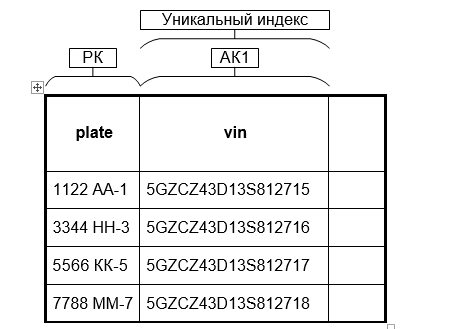 Уникальный индекс
РК АК1
plate vin
1122 АА-1 5GZCZ43D13S812715
3344 НН-3 5GZCZ43D13S812716
5566 КК-5 5GZCZ43D13S812717
7788 ММ-7 5GZCZ43D13S812718